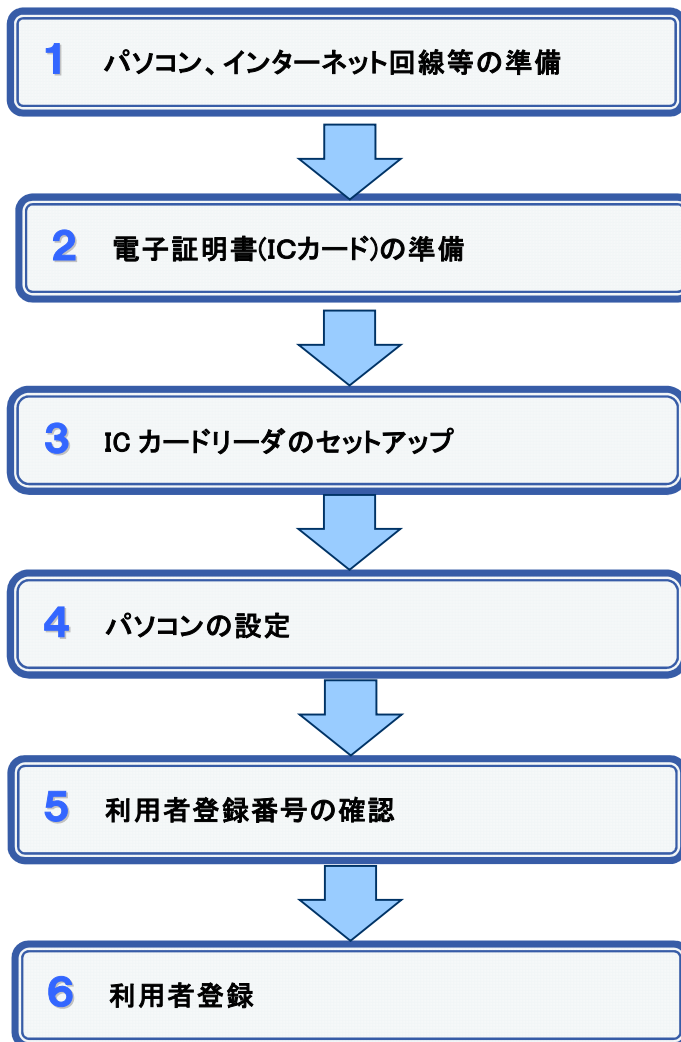 1 パソコン、インターネット回線等の準備
2 電子証明書(ICカード)の準備
3 IC カードリーダのセットアップ
4 パソコンの設定
5 利用者登録番号の確認
6 利用者登録